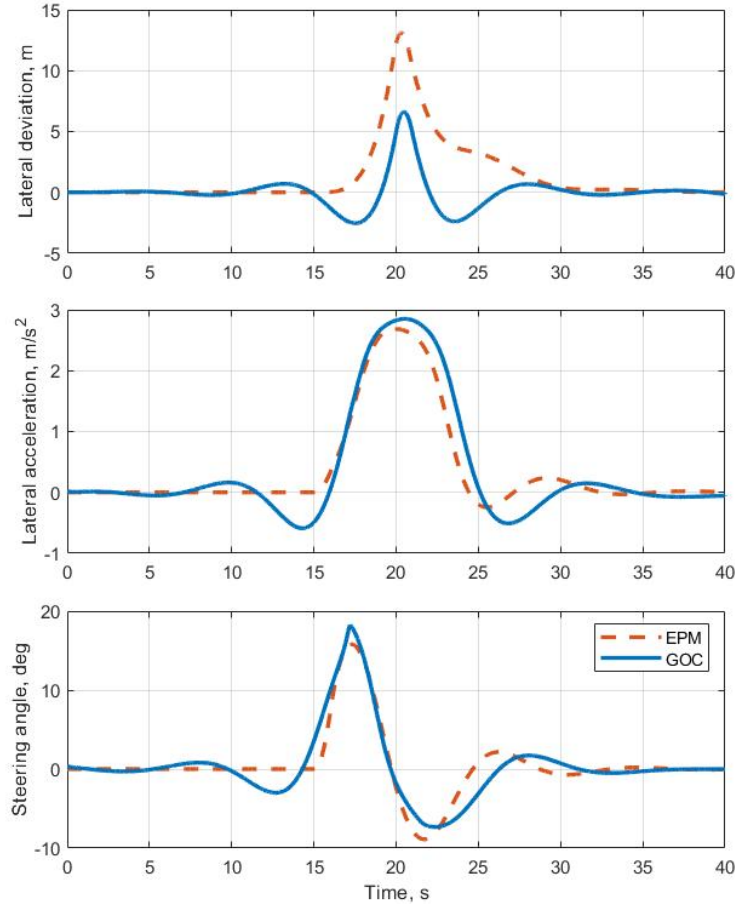 Lateral deviation, m
15
10
5
0
-5
0 5 10 15 20 25 30 35 40
Lateral acceleration, m/s²
3
2
1
0
-1
0 5 10 15 20 25 30 35 40
Steering angle, deg
20
10
0
-10
EPM
GOC
0 5 10 15 20 25 30 35 40
Time, s